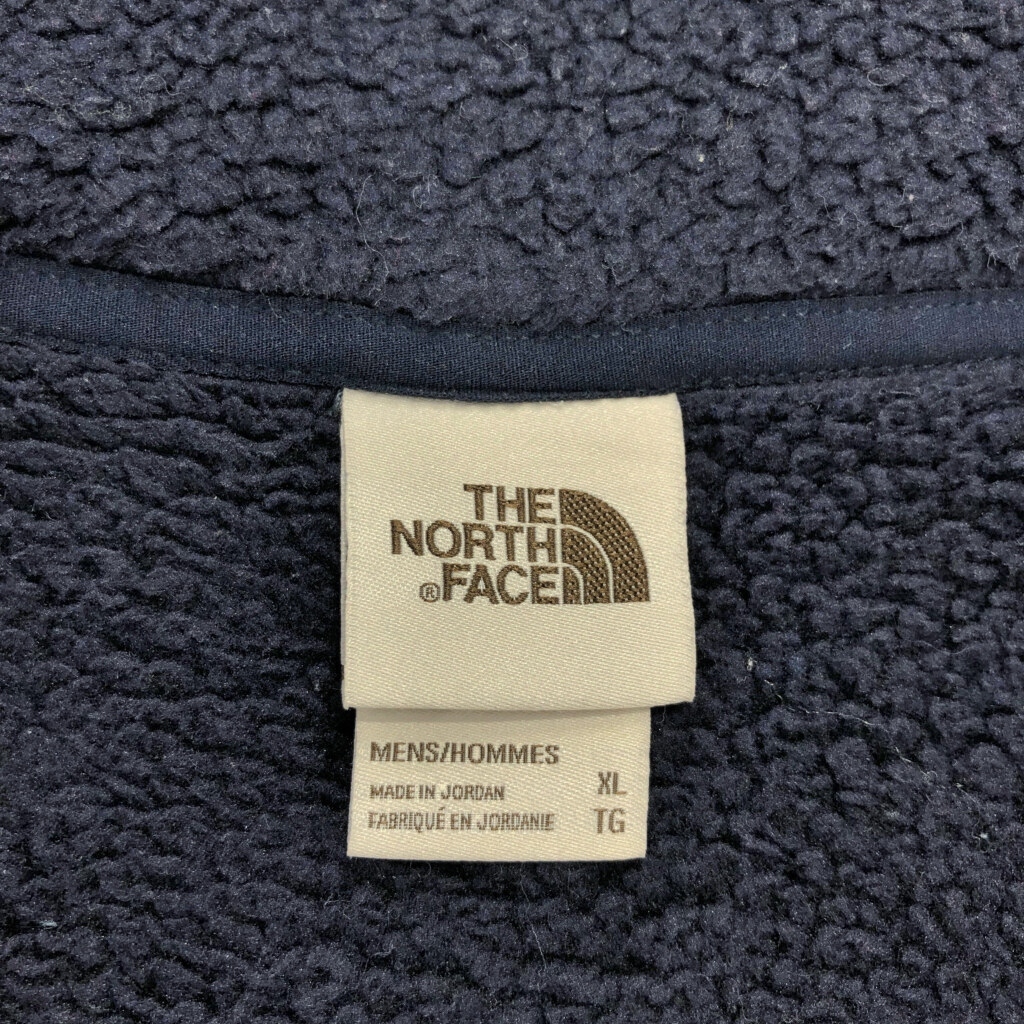 THE
NORTH
®FACE
MENS/HOMMES
MADE IN JORDAN XL
FABRIQUÉ EN JORDANIE TG